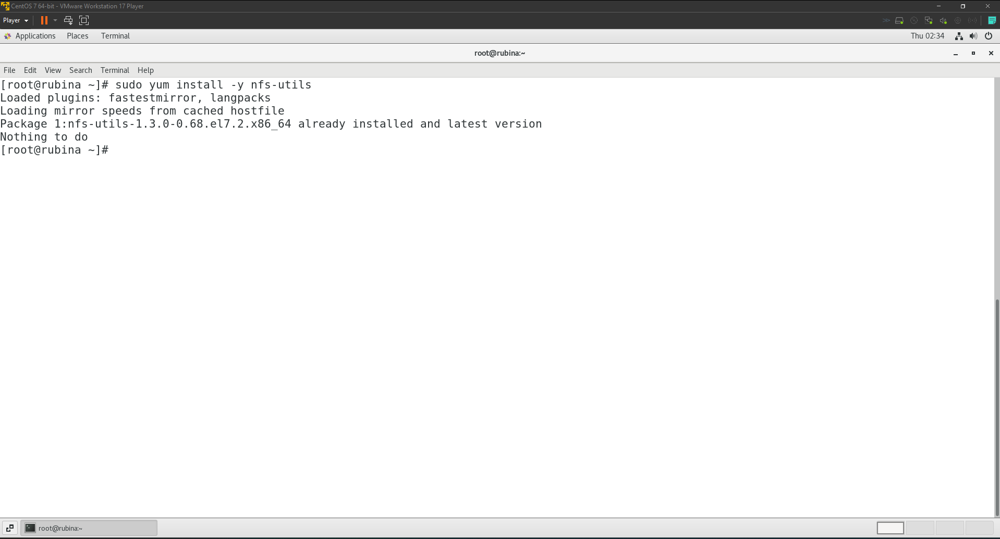 CentOS 7 64-bit - VMware Workstation 17 Player
Player
Applications Places Terminal Thu 02:34
root@rubina:~
File Edit View Search Terminal Help
[root@rubina ~]# sudo yum install -y nfs-utils
Loaded plugins: fastestmirror, langpacks
Loading mirror speeds from cached hostfile
Package 1:nfs-utils-1.3.0-0.68.el7.2.x86_64 already installed and latest version
Nothing to do
[root@rubina ~]#
root@rubina:~